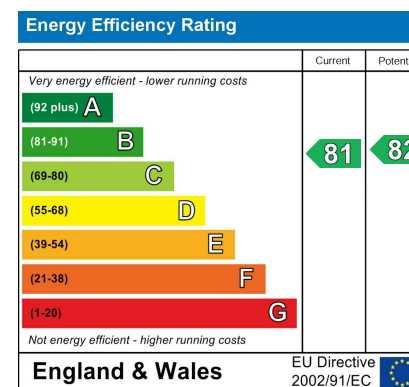 Energy Efficiency Rating
Current Potent
Very energy efficient - lower running costs
(92 plus) A
(81-91) B
81 82
(69-80) C
(55-68) D
(39-54) E
(21-38) F
(1-20) G
Not energy efficient - higher running costs
England & Wales
EU Directive
2002/91/EC